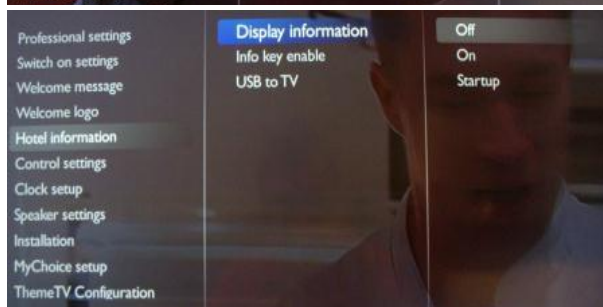 Professional settings
Switch on settings
Welcome message
Welcome logo
Hotel information
Control settings
Clock setup
Speaker settings
Installation
MyChoice setup
ThemeTV Configuration
Display information
Info key enable
USB to TV
Off
On
Startup